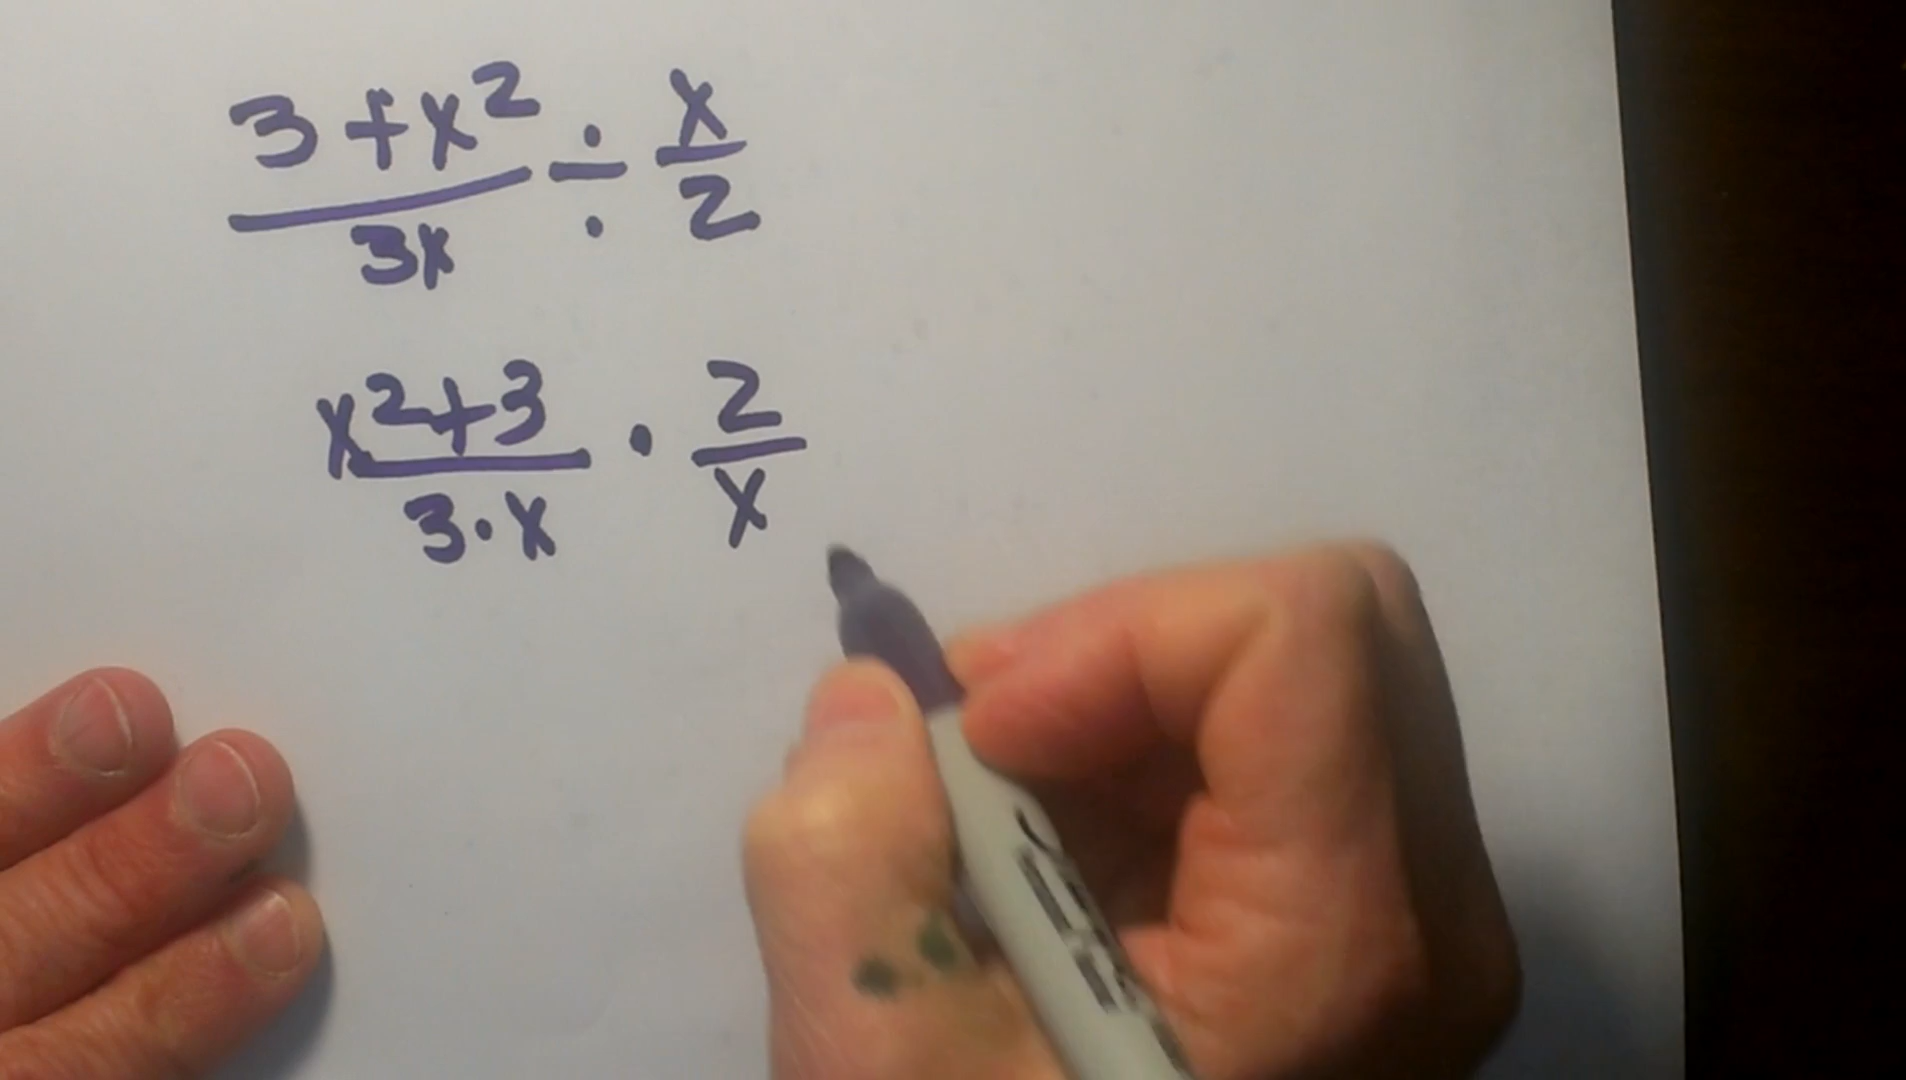 3+x² / 3x ÷ x / 2
x²+3 / 3·x · 2 / x